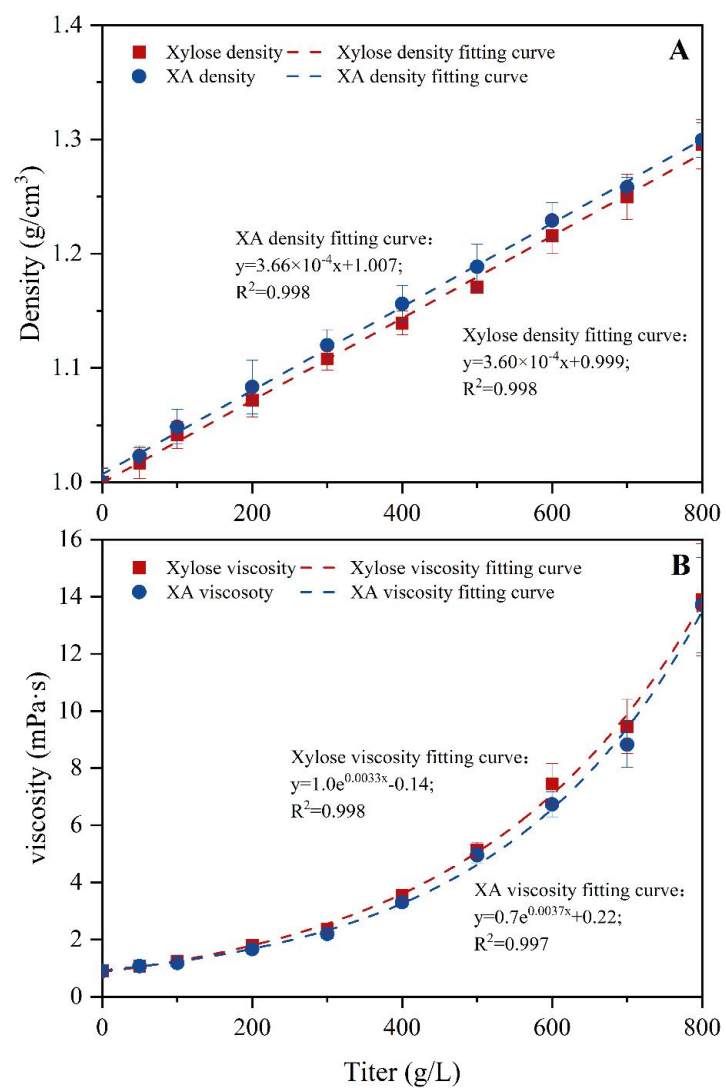 1.4
A
Xylose density Xylose density fitting curve
XA density XA density fitting curve
1.3
Density (g/cm³)
XA density fitting curve:
y=3.66×10⁻⁴x+1.007;
R²=0.998
1.2
Xylose density fitting curve:
y=3.60×10⁻⁴x+0.999;
R²=0.998
1.1
1.0
0 200 400 600 800
16
B
Xylose viscosity Xylose viscosity fitting curve
XA viscosoty XA viscosity fitting curve
14
12
10
viscosity (mPa·s)
Xylose viscosity fitting curve:
y=1.0e⁰·⁰⁰³³ˣ-0.14;
R²=0.998
8
6
XA viscosity fitting curve:
y=0.7e⁰·⁰⁰³⁷ˣ+0.22;
R²=0.997
4
2
0
0 200 400 600 800
Titer (g/L)